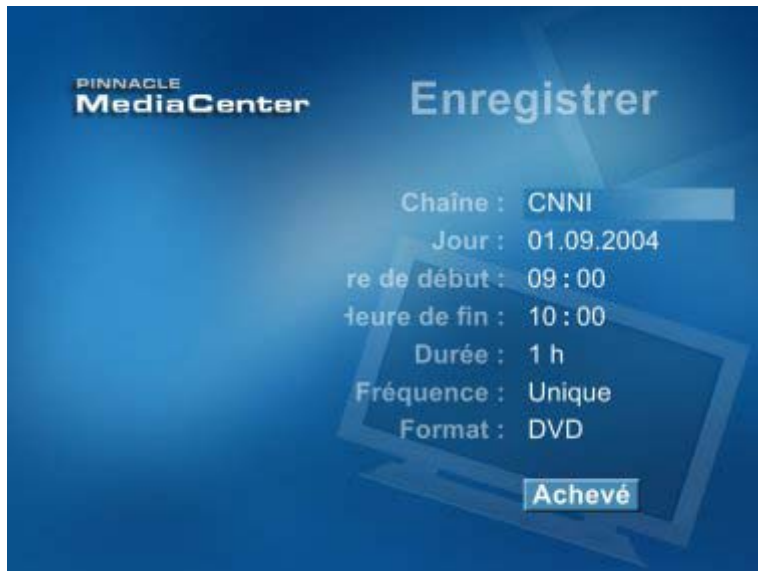 PINNACLE
MediaCenter
Enregistrer
Chaîne : CNNI
Jour : 01.09.2004
re de début : 09 : 00
Heure de fin : 10 : 00
Durée : 1 h
Fréquence : Unique
Format : DVD
Achevé